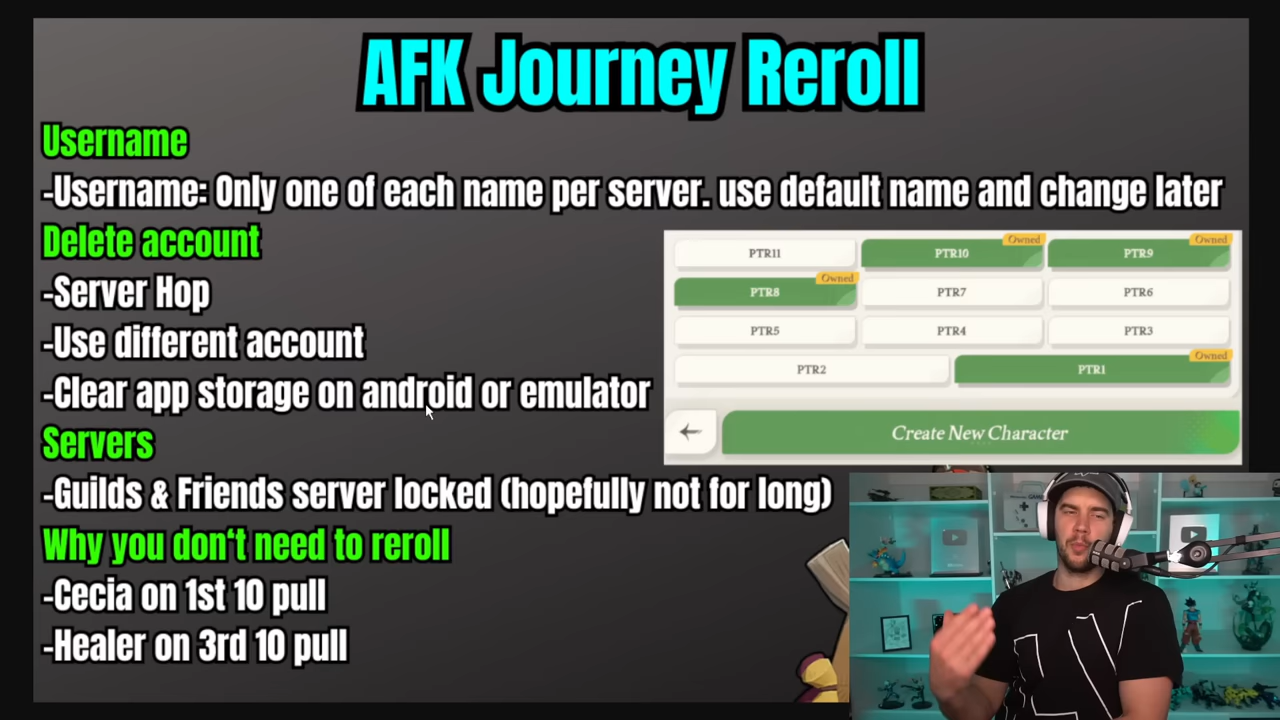 AFK Journey Reroll
Username
-Username: Only one of each name per server. use default name and change later
Delete account
-Server Hop
-Use different account
-Clear app storage on android or emulator
Servers
-Guilds & Friends server locked (hopefully not for long)
Why you don't need to reroll
-Cecia on 1st 10 pull
-Healer on 3rd 10 pull
PTR11
PTR10
Owned
PTR9
Owned
PTR8
Owned
PTR7
PTR6
PTR5
PTR4
PTR3
PTR2
PTR1
Owned
Create New Character